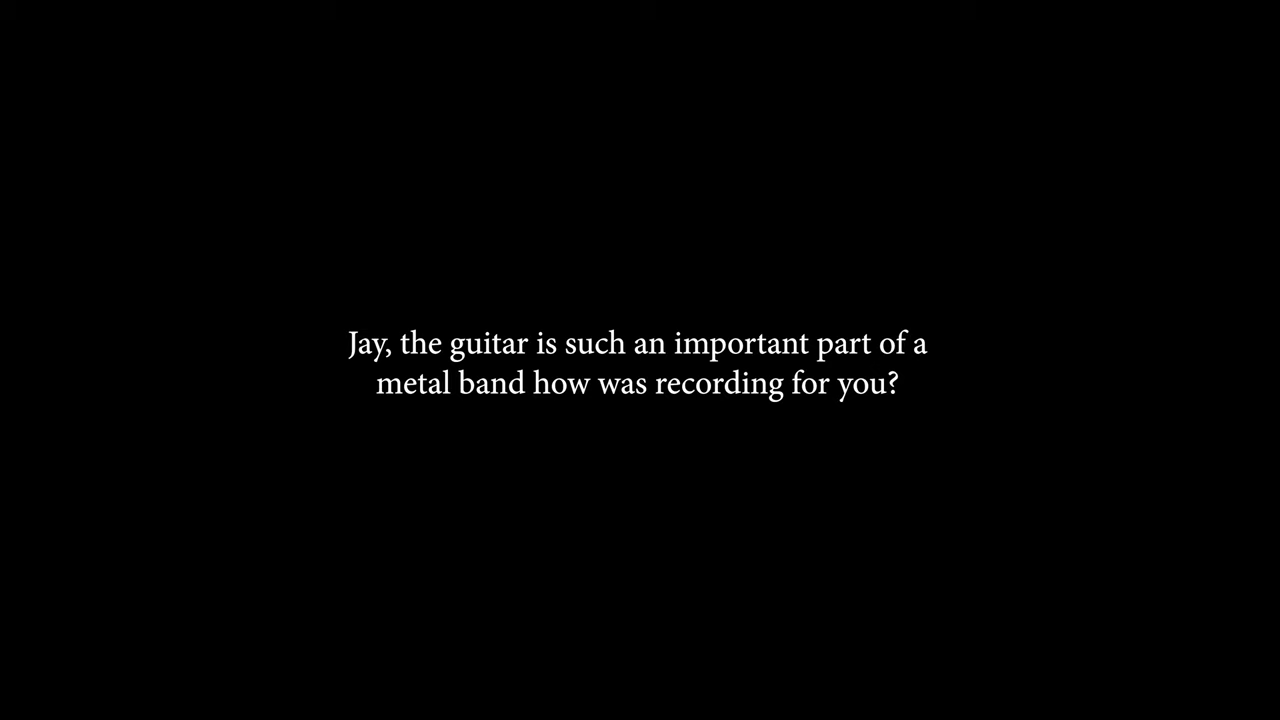 Jay, the guitar is such an important part of a
metal band how was recording for you?